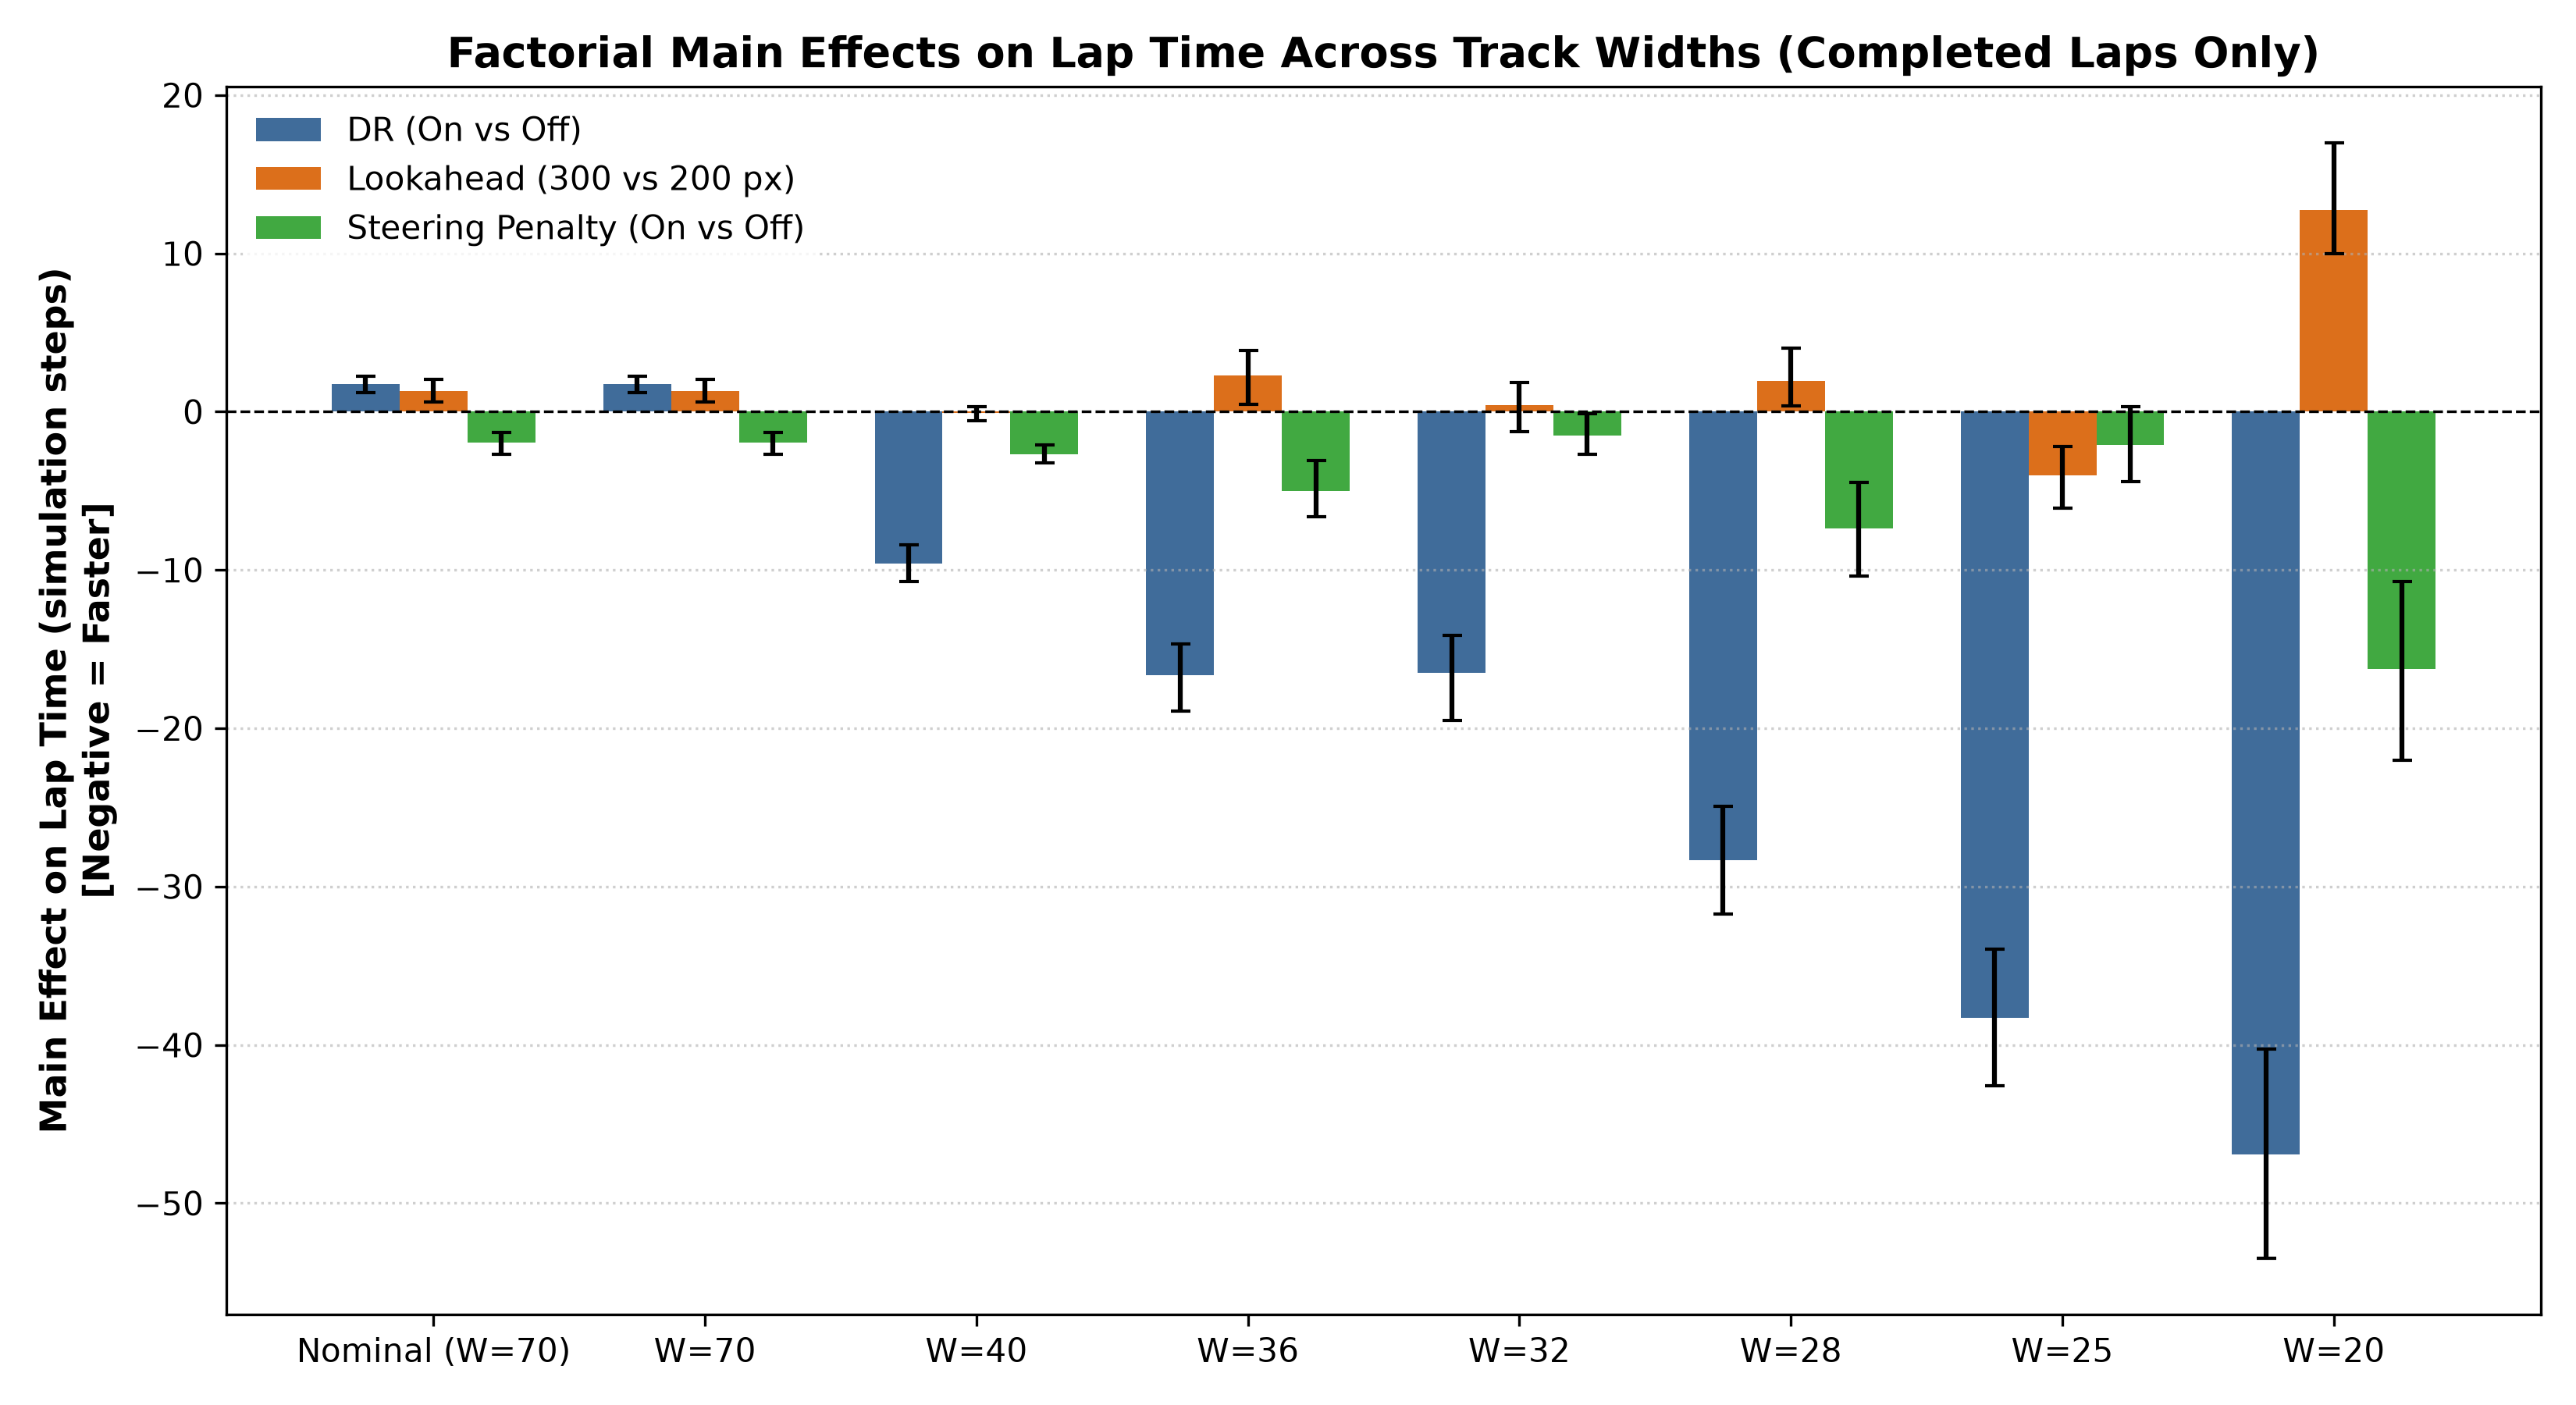 Factorial Main Effects on Lap Time Across Track Widths (Completed Laps Only)
DR (On vs Off)
Lookahead (300 vs 200 px)
Steering Penalty (On vs Off)
Main Effect on Lap Time (simulation steps)
[Negative = Faster]
20
10
0
−10
−20
−30
−40
−50
Nominal (W=70)
W=70
W=40
W=36
W=32
W=28
W=25
W=20